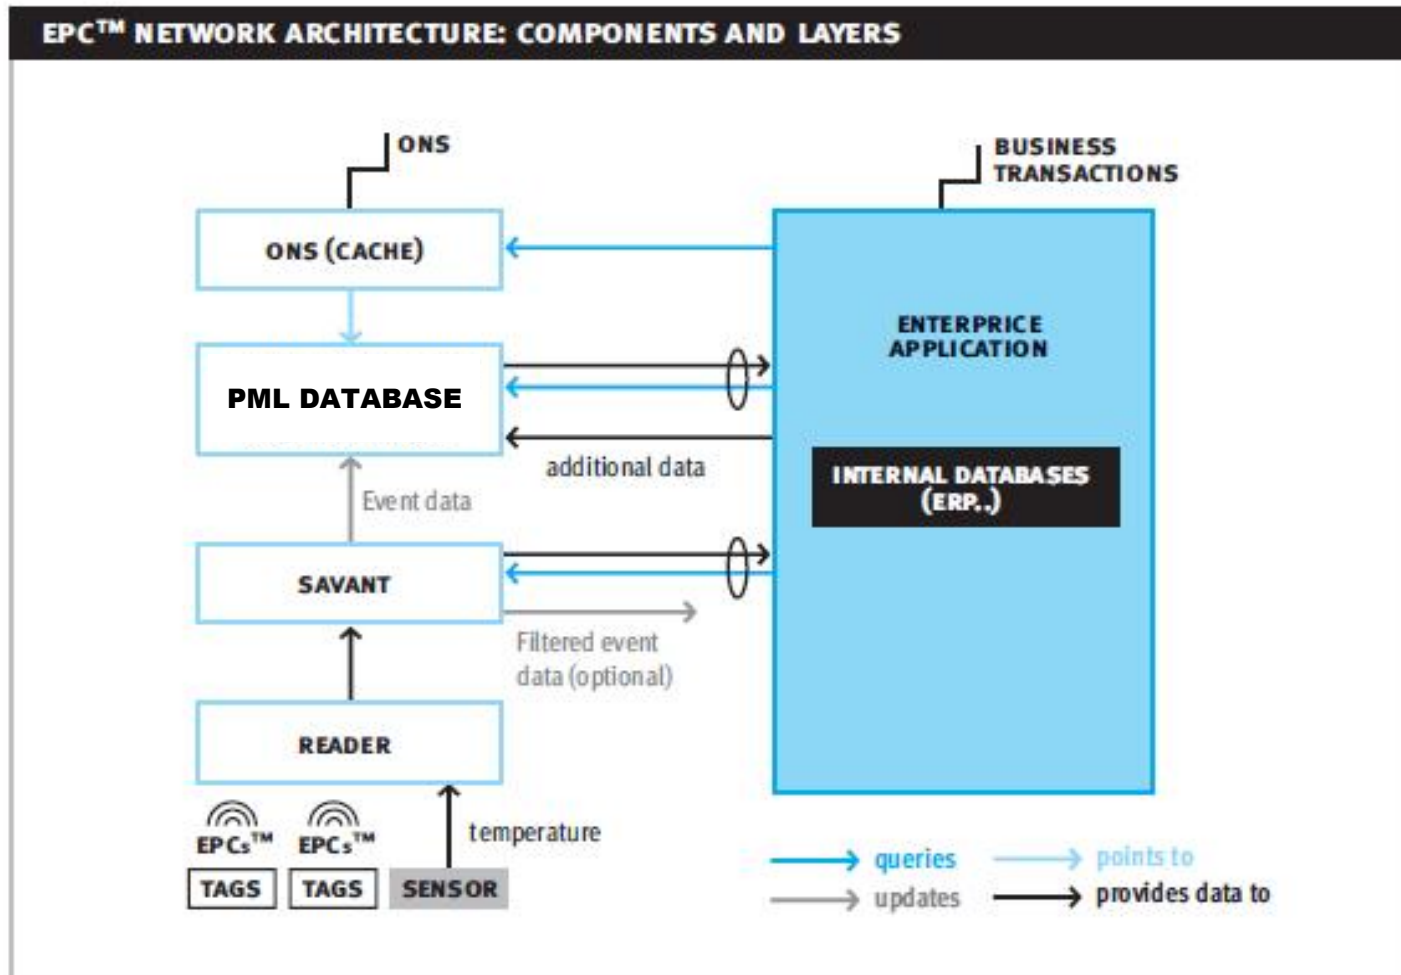 EPC™ NETWORK ARCHITECTURE: COMPONENTS AND LAYERS
ONS
BUSINESS
TRANSACTIONS
ONS (CACHE)
ENTERPRICE
APPLICATION
PML DATABASE
additional data
INTERNAL DATABASES
(ERP..)
Event data
SAVANT
Filtered event
data (optional)
READER
EPCs™ EPCs™
temperature
TAGS TAGS SENSOR
queries points to
updates provides data to